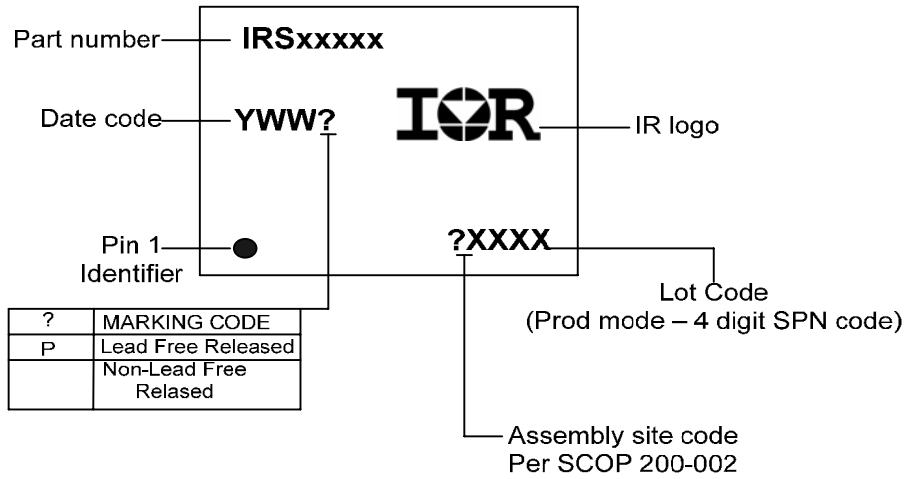 Part number
IRSxxxxx
Date code
YWW?
IOR
IR logo
Pin 1
Identifier
?XXXX
Lot Code
(Prod mode – 4 digit SPN code)
? MARKING CODE
P Lead Free Released
Non-Lead Free
Relased
Assembly site code
Per SCOP 200-002